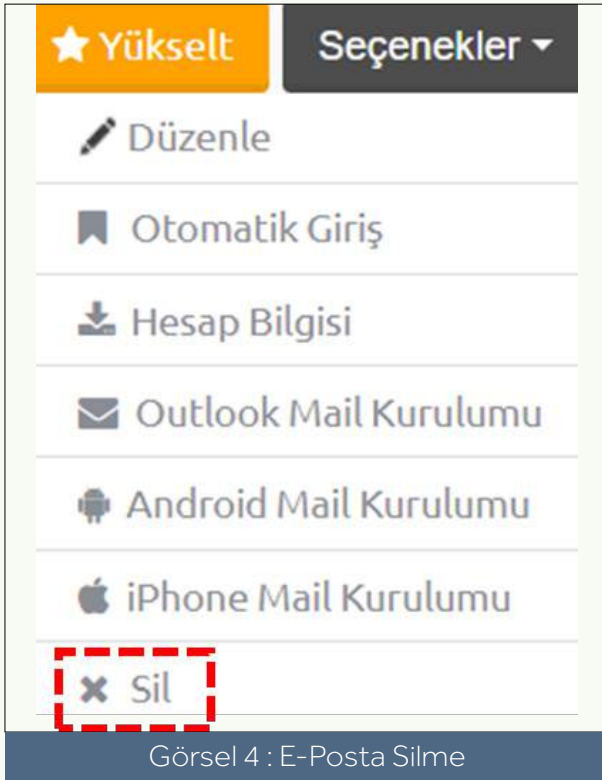 Yükselt Seçenekler
Düzenle
Otomatik Giriş
Hesap Bilgisi
Outlook Mail Kurulumu
Android Mail Kurulumu
iPhone Mail Kurulumu
Sil
Görsel 4 : E-Posta Silme